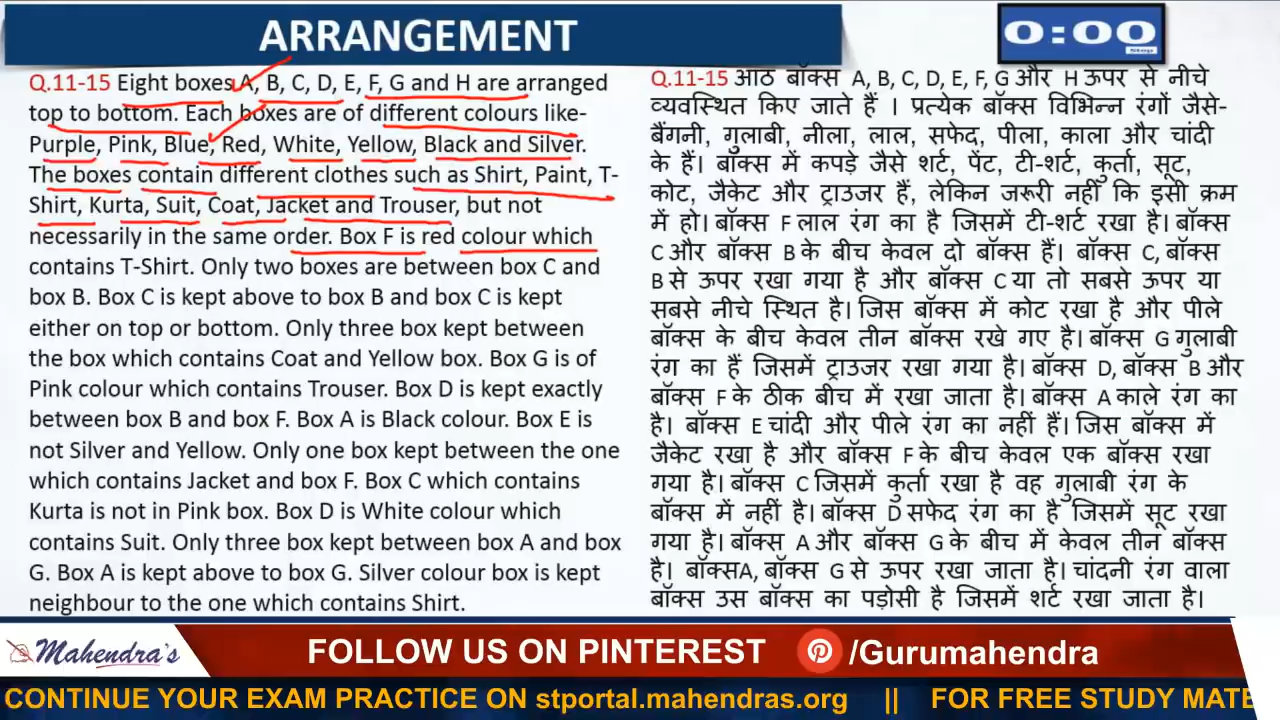 ARRANGEMENT
0:00
Q.11-15 Eight boxes A, B, C, D, E, F, G and H are arranged
top to bottom. Each boxes are of different colours like-
Purple, Pink, Blue, Red, White, Yellow, Black and Silver.
The boxes contain different clothes such as Shirt, Paint, T-
Shirt, Kurta, Suit, Coat, Jacket and Trouser, but not
necessarily in the same order. Box F is red colour which
contains T-Shirt. Only two boxes are between box C and
box B. Box C is kept above to box B and box C is kept
either on top or bottom. Only three box kept between
the box which contains Coat and Yellow box. Box G is of
Pink colour which contains Trouser. Box D is kept exactly
between box B and box F. Box A is Black colour. Box E is
not Silver and Yellow. Only one box kept between the one
which contains Jacket and box F. Box C which contains
Kurta is not in Pink box. Box D is White colour which
contains Suit. Only three box kept between box A and box
G. Box A is kept above to box G. Silver colour box is kept
neighbour to the one which contains Shirt.
Q.11-15 आठ बॉक्स A, B, C, D, E, F, G और H ऊपर से नीचे
व्यवस्थित किए जाते हैं । प्रत्येक बॉक्स विभिन्न रंगों जैसे-
बैंगनी, गुलाबी, नीला, लाल, सफेद, पीला, काला और चांदी
के हैं। बॉक्स में कपड़े जैसे शर्ट, पेंट, टी-शर्ट, कुर्ता, सूट,
कोट, जैकेट और ट्राउजर हैं, लेकिन जरूरी नहीं कि इसी क्रम
में हो। बॉक्स F लाल रंग का है जिसमें टी-शर्ट रखा है। बॉक्स
C और बॉक्स B के बीच केवल दो बॉक्स हैं। बॉक्स C, बॉक्स
B से ऊपर रखा गया है और बॉक्स C या तो सबसे ऊपर या
सबसे नीचे स्थित है। जिस बॉक्स में कोट रखा है और पीले
बॉक्स के बीच केवल तीन बॉक्स रखे गए है। बॉक्स G गुलाबी
रंग का हैं जिसमें ट्राउजर रखा गया है। बॉक्स D, बॉक्स B और
बॉक्स F के ठीक बीच में रखा जाता है। बॉक्स A काले रंग का
है। बॉक्स E चांदी और पीले रंग का नहीं हैं। जिस बॉक्स में
जैकेट रखा है और बॉक्स F के बीच केवल एक बॉक्स रखा
गया है। बॉक्स C जिसमें कुर्ता रखा है वह गुलाबी रंग के
बॉक्स में नहीं है। बॉक्स D सफेद रंग का है जिसमें सूट रखा
गया है। बॉक्स A और बॉक्स G के बीच में केवल तीन बॉक्स
है। बॉक्सA, बॉक्स G से ऊपर रखा जाता है। चांदनी रंग वाला
बॉक्स उस बॉक्स का पड़ोसी है जिसमें शर्ट रखा जाता है।
Mahendra's
FOLLOW US ON PINTEREST /Gurumahendra
CONTINUE YOUR EXAM PRACTICE ON stportal.mahendras.org || FOR FREE STUDY MATE